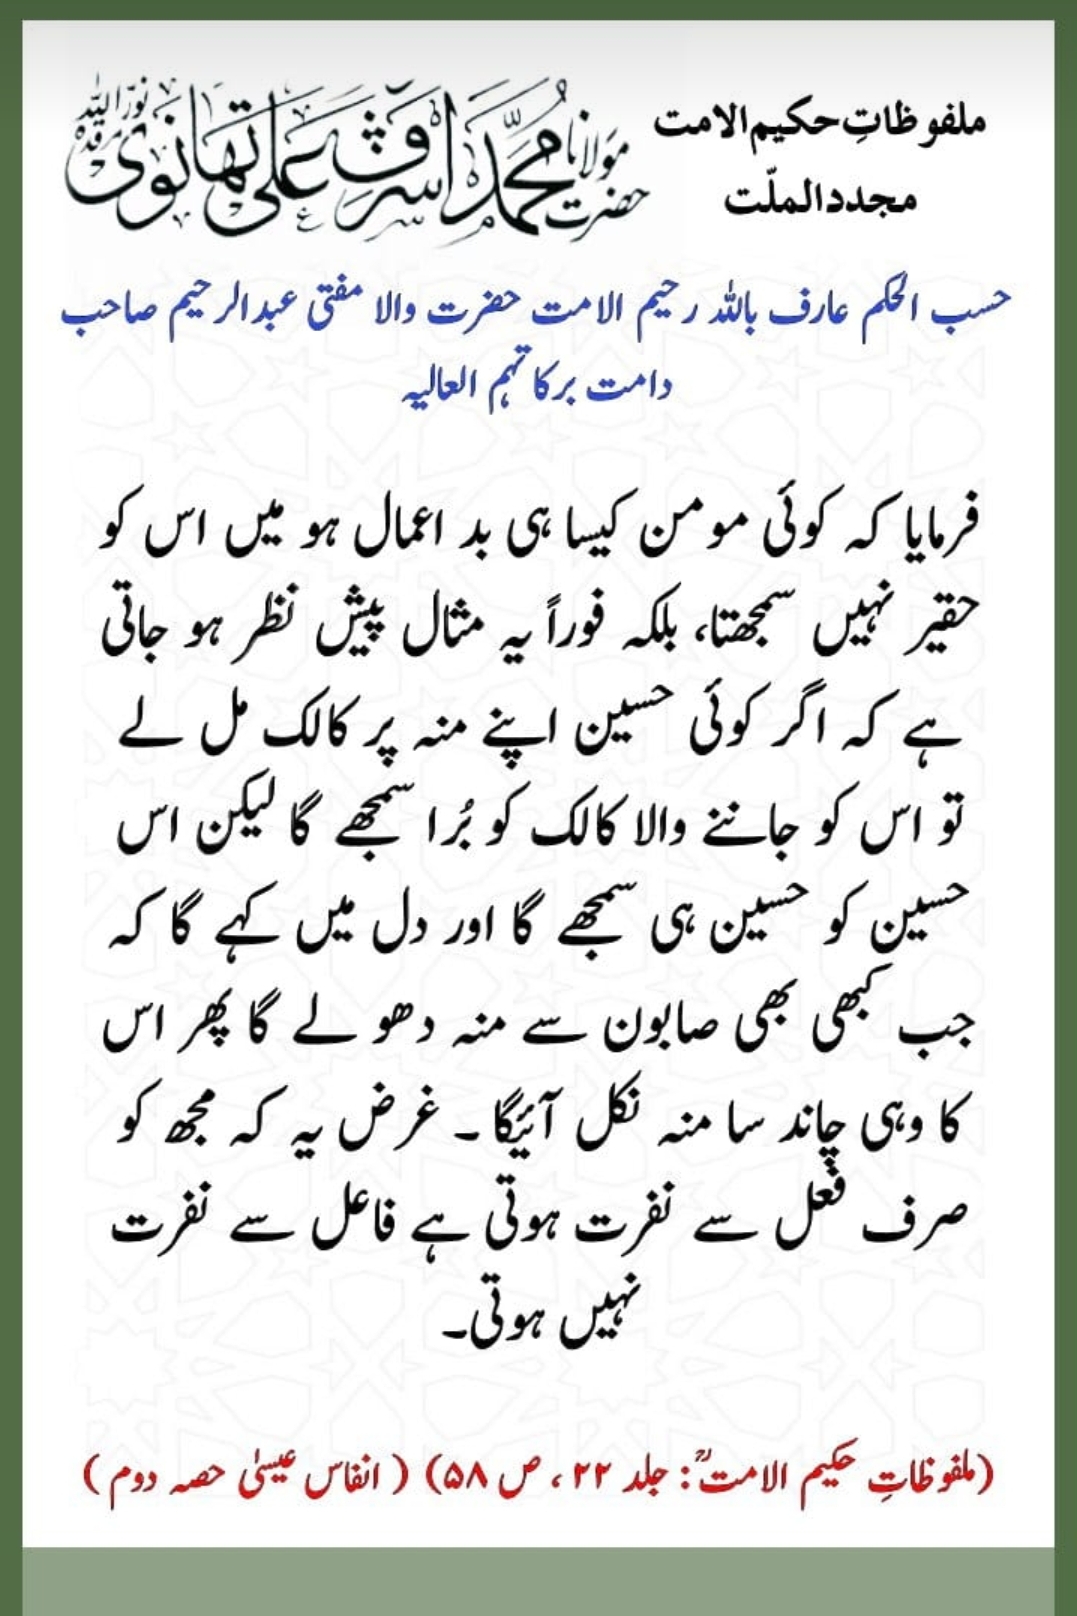 ملفوظاتِ حکیم الامت
مجدد الملّت
حضرت مولانا محمّد اشرف علی تھانوی نوّر اللہ مرقدہ
حسب الحکم عارف باللہ رحیم الامت حضرت والا مفتی عبدالرحیم صاحب
دامت برکاتہم العالیہ
فرمایا کہ کوئی مومن کیسا ہی بد اعمال ہو میں اس کو
حقیر نہیں سمجھتا، بلکہ فوراً یہ مثال پیش نظر ہو جاتی
ہے کہ اگر کوئی حسین اپنے منہ پر کالک مل لے
تو اس کو جاننے والا کالک کو بُرا سمجھے گا لیکن اس
حسین کو حسین ہی سمجھے گا اور دل میں کہے گا کہ
جب کبھی بھی صابون سے منہ دھو لے گا پھر اس
کا وہی چاند سا منہ نکل آئیگا۔ غرض یہ کہ مجھ کو
صرف فعل سے نفرت ہوتی ہے فاعل سے نفرت
نہیں ہوتی۔
(ملفوظاتِ حکیم الامتؒ: جلد ۲۲، ص ۵۸) (انفاس عیسیٰ حصہ دوم)